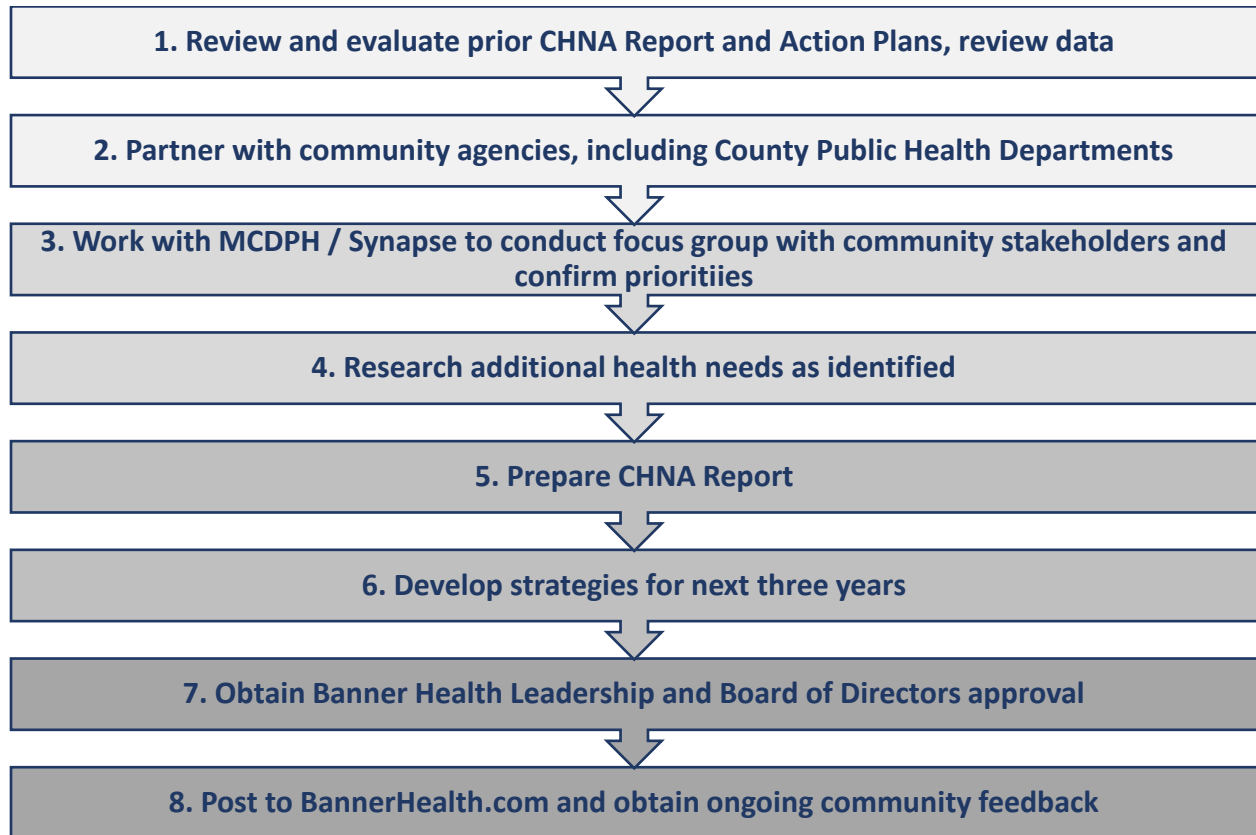 1. Review and evaluate prior CHNA Report and Action Plans, review data
2. Partner with community agencies, including County Public Health Departments
3. Work with MCDPH / Synapse to conduct focus group with community stakeholders and
confirm prioritiies
4. Research additional health needs as identified
5. Prepare CHNA Report
6. Develop strategies for next three years
7. Obtain Banner Health Leadership and Board of Directors approval
8. Post to BannerHealth.com and obtain ongoing community feedback